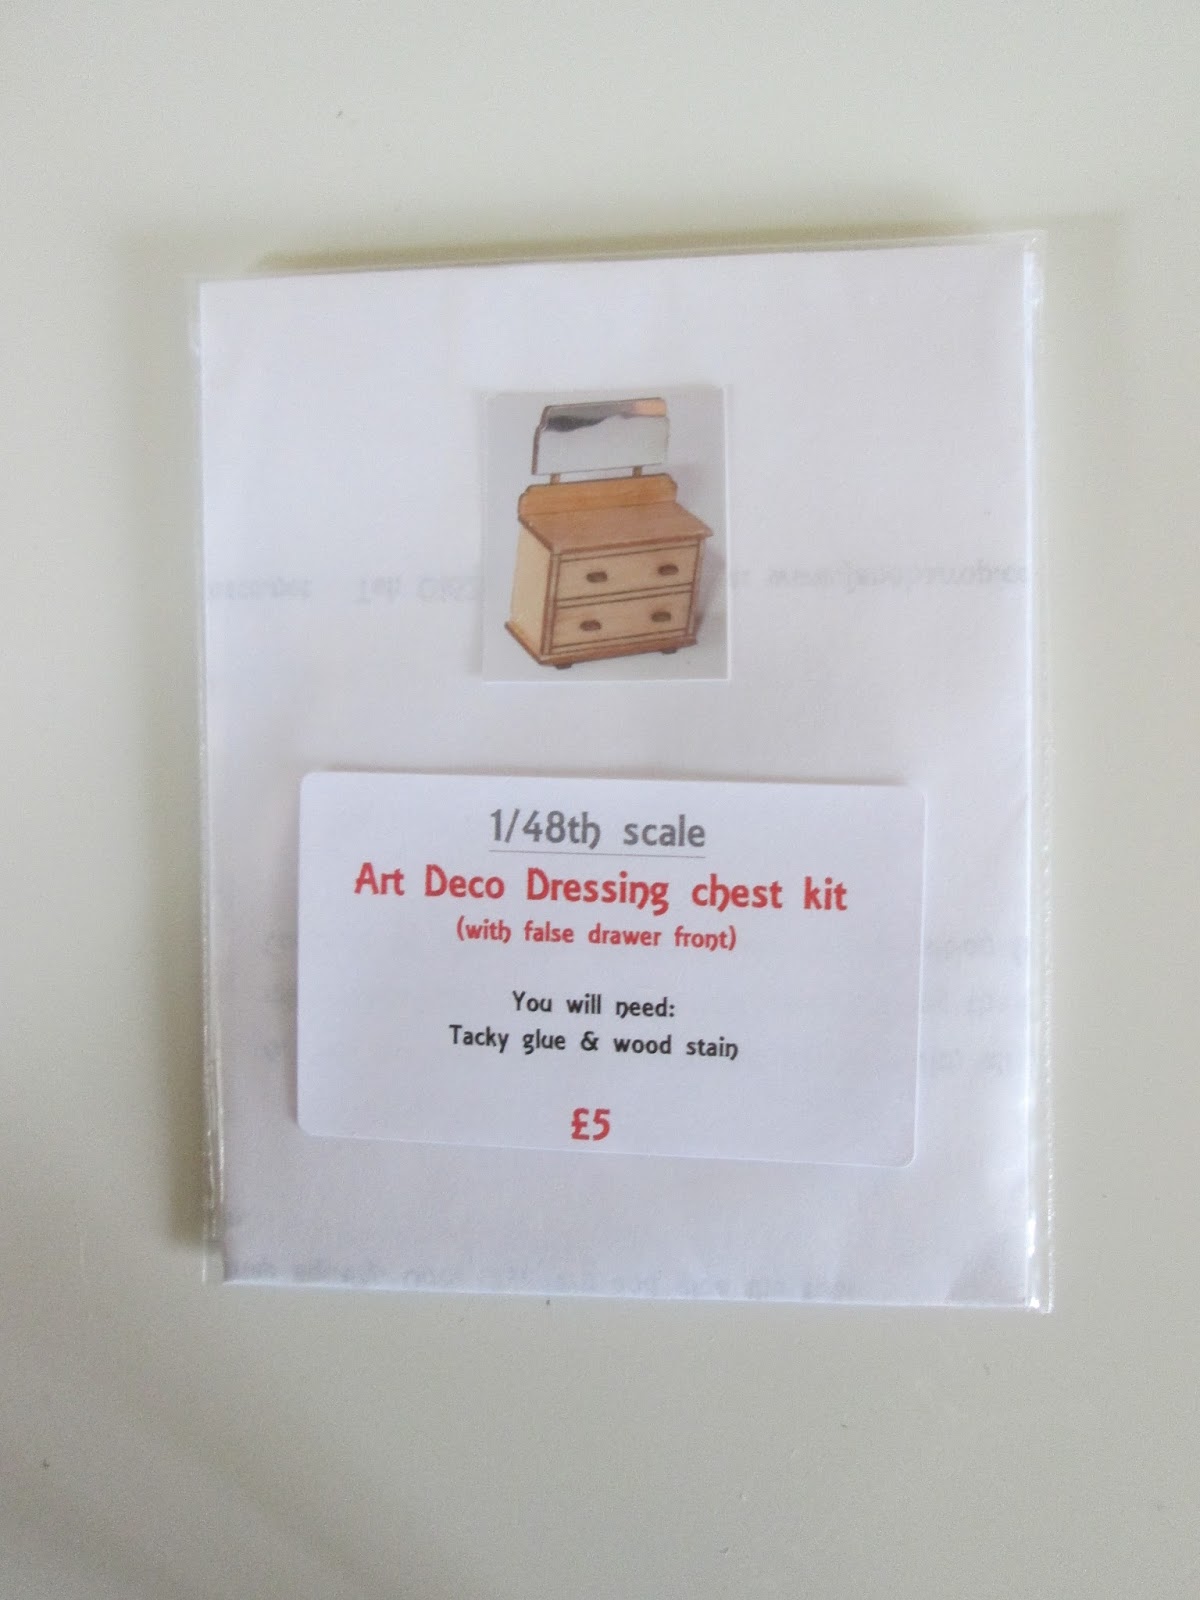 1/48th scale
Art Deco Dressing chest kit
(with false drawer front)
You will need:
Tacky glue & wood stain
£5